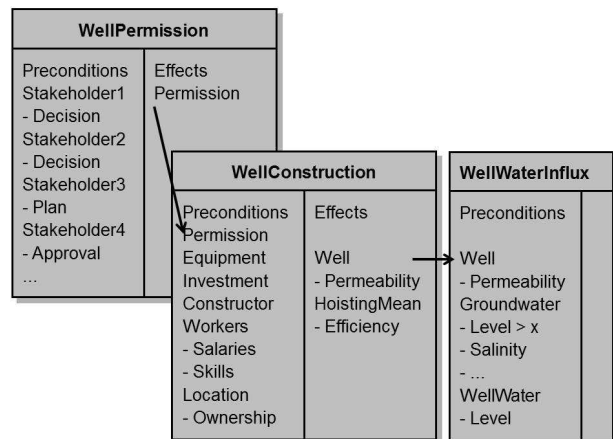 WellPermission
Preconditions
Stakeholder1
- Decision
Stakeholder2
- Decision
Stakeholder3
- Plan
Stakeholder4
- Approval
...
Effects
Permission
WellConstruction
Preconditions
Permission
Equipment
Investment
Constructor
Workers
- Salaries
- Skills
Location
- Ownership
Effects
Well
- Permeability
HoistingMean
- Efficiency
WellWaterInflux
Preconditions
Well
- Permeability
Groundwater
- Level > x
- Salinity
- ...
WellWater
- Level